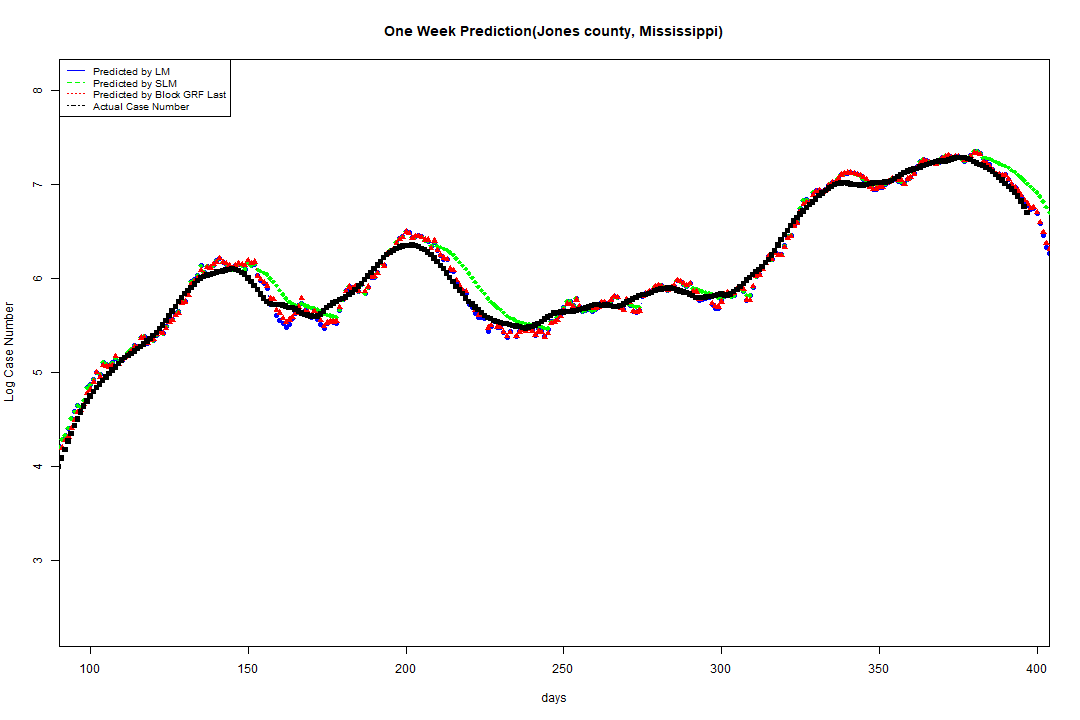 One Week Prediction(Jones county, Mississippi)
Predicted by LM
Predicted by SLM
Predicted by Block GRF Last
Actual Case Number
8
7
6
5
4
3
Log Case Number
100 150 200 250 300 350 400
days